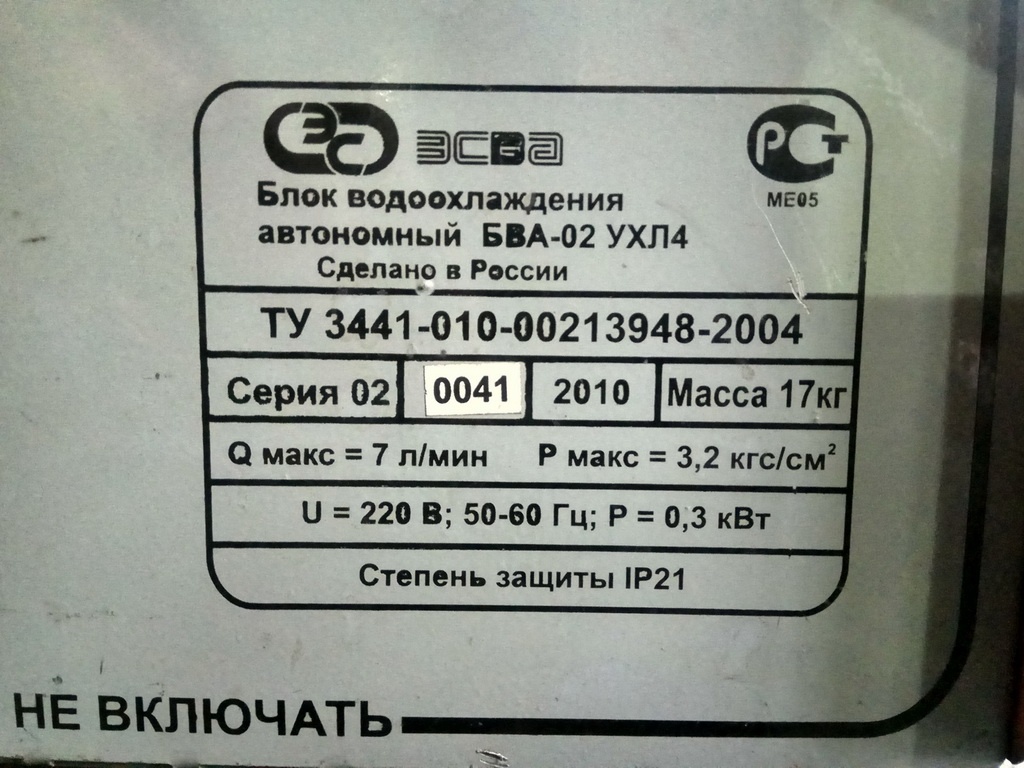 ЭСВА
РСТ
МЕ05
Блок водоохлаждения
автономный БВА-02 УХЛ4
Сделано в России
ТУ 3441-010-00213948-2004
Серия 02 0041 2010 Масса 17кг
Q макс = 7 л/мин P макс = 3,2 кгс/см²
U = 220 В; 50-60 Гц; P = 0,3 кВт
Степень защиты IP21
НЕ ВКЛЮЧАТЬ